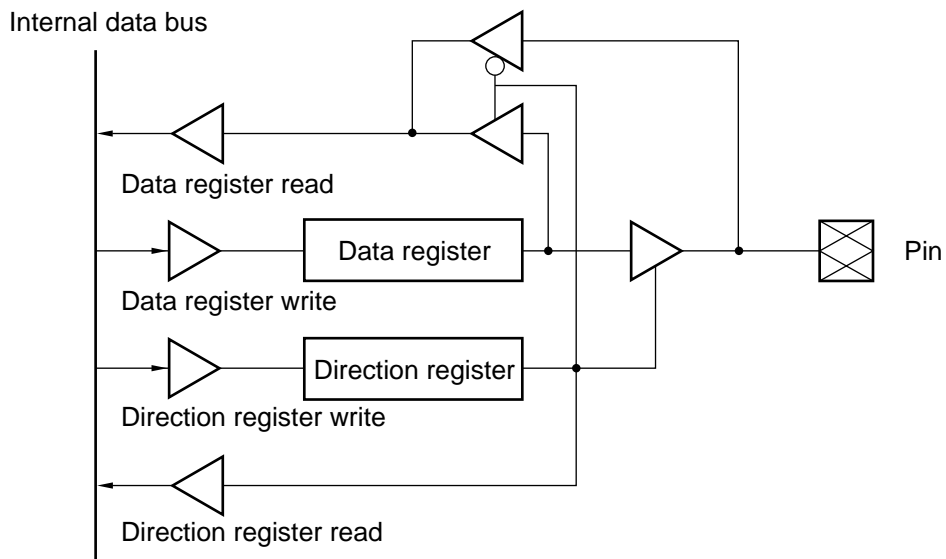 Internal data bus
Data register read
Data register
Pin
Data register write
Direction register
Direction register write
Direction register read